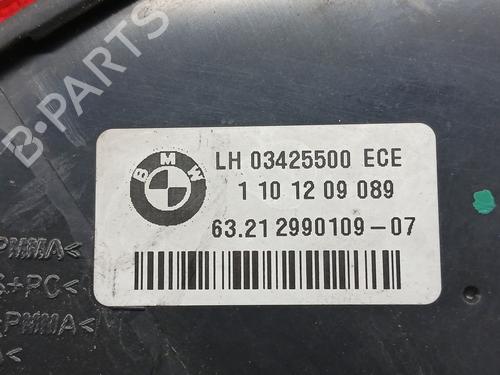 B-PARTS
BMW
LH 03425500 ECE
1 10 12 09 089
63.21 2990109-07
PMMA<
S+PC<
PMMA<